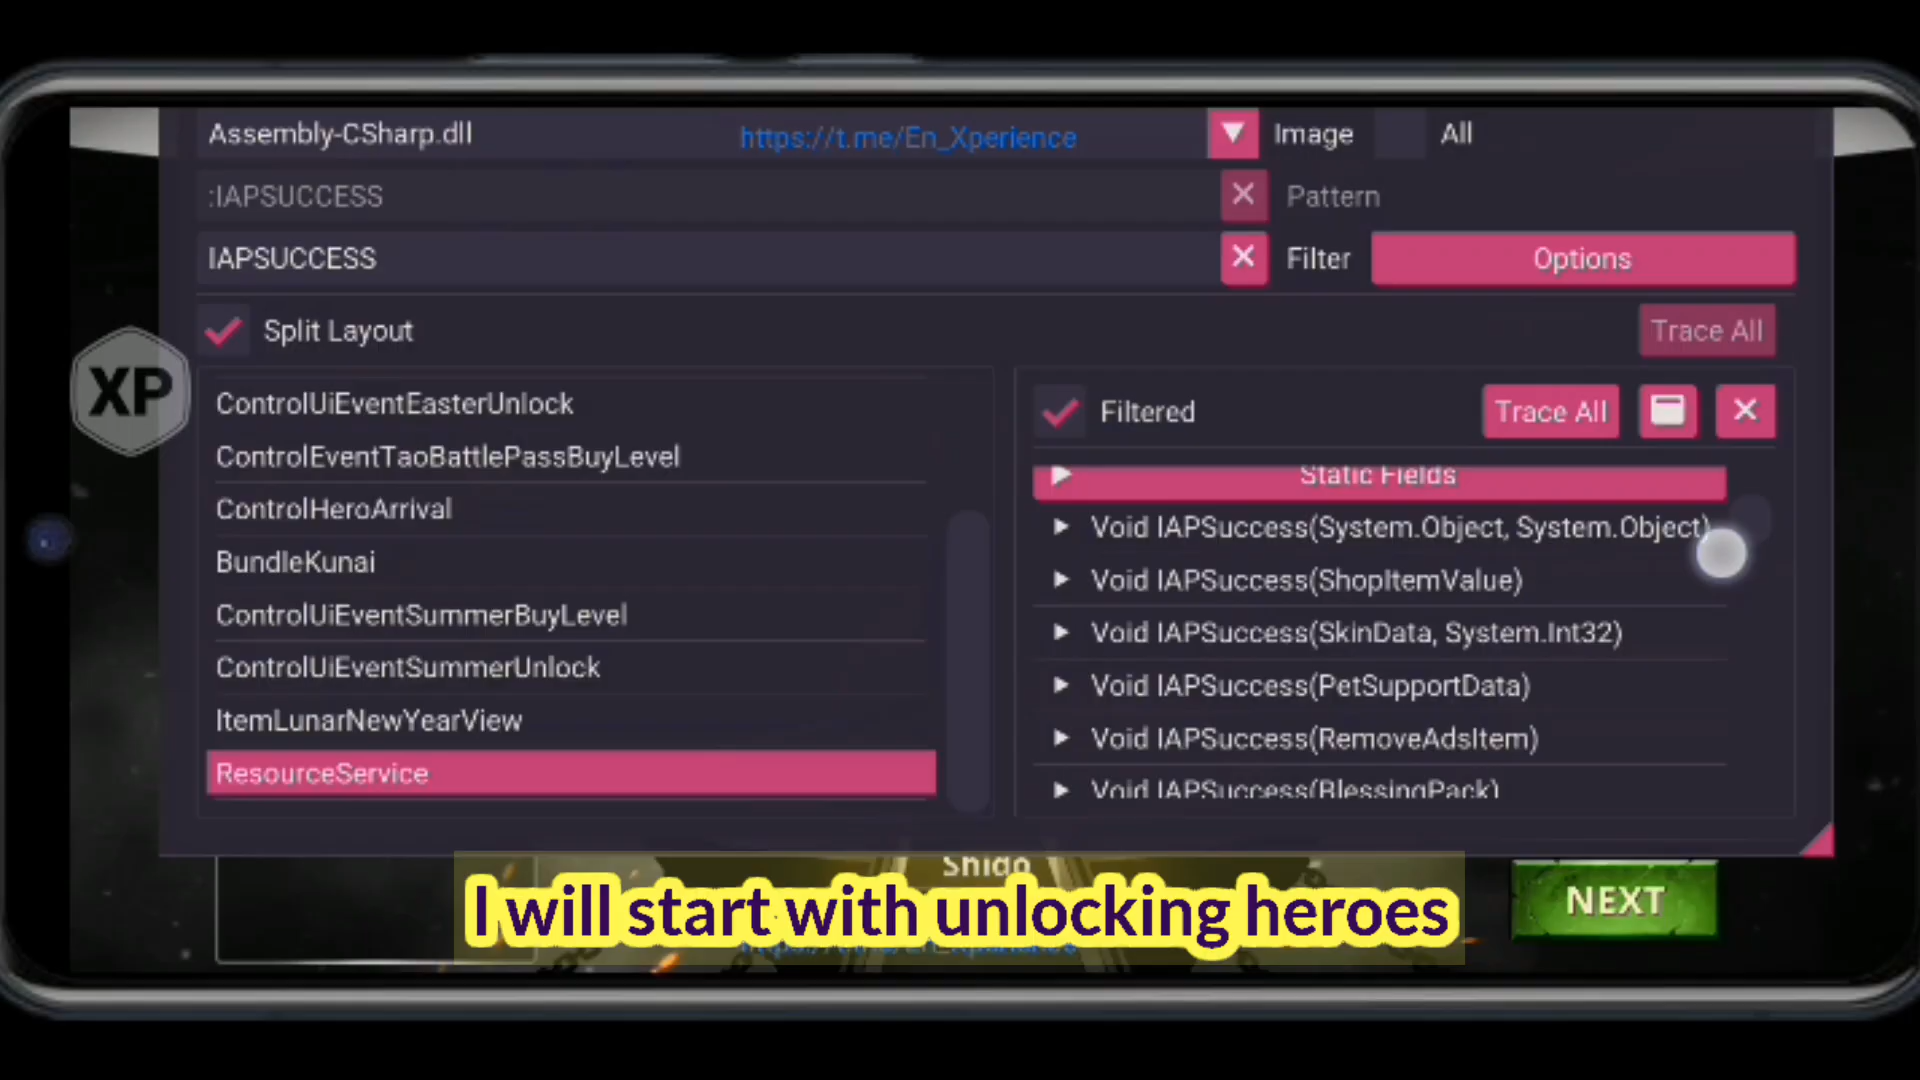 Assembly-CSharp.dll https://t.me/En_Xperience Image All
:IAPSUCCESS Pattern
IAPSUCCESS Filter Options
Split Layout Trace All
XP
ControlUiEventEasterUnlock
ControlEventTaoBattlePassBuyLevel
ControlHeroArrival
BundleKunai
ControlUiEventSummerBuyLevel
ControlUiEventSummerUnlock
ItemLunarNewYearView
ResourceService
Filtered Trace All
Static Fields
Void IAPSuccess(System.Object, System.Object)
Void IAPSuccess(ShopItemValue)
Void IAPSuccess(SkinData, System.Int32)
Void IAPSuccess(PetSupportData)
Void IAPSuccess(RemoveAdsItem)
Void IAPSuccess(BlessingPack)
Shido
I will start with unlocking heroes
NEXT